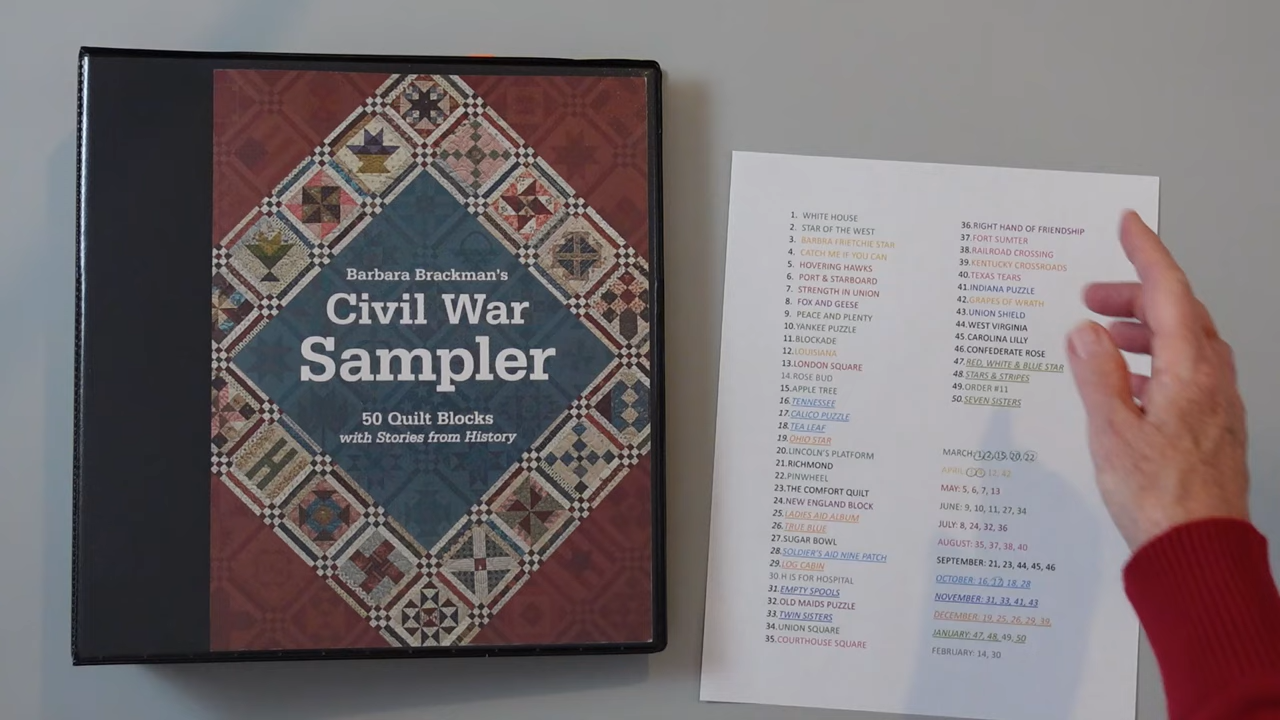 Barbara Brackman's
Civil War
Sampler
50 Quilt Blocks
with Stories from History
1. WHITE HOUSE
2. STAR OF THE WEST
3. BARBRA FRIETCHIE STAR
4. CATCH ME IF YOU CAN
5. HOVERING HAWKS
6. PORT & STARBOARD
7. STRENGTH IN UNION
8. FOX AND GEESE
9. PEACE AND PLENTY
10. YANKEE PUZZLE
11. BLOCKADE
12. LOUISIANA
13. LONDON SQUARE
14. ROSE BUD
15. APPLE TREE
16. TENNESSEE
17. CALICO PUZZLE
18. TEA LEAF
19. OHIO STAR
20. LINCOLN'S PLATFORM
21. RICHMOND
22. PINWHEEL
23. THE COMFORT QUILT
24. NEW ENGLAND BLOCK
25. LADIES AID ALBUM
26. TRUE BLUE
27. SUGAR BOWL
28. SOLDIER'S AID NINE PATCH
29. LOG CABIN
30. H IS FOR HOSPITAL
31. EMPTY SPOOLS
32. OLD MAIDS PUZZLE
33. TWIN SISTERS
34. UNION SQUARE
35. COURTHOUSE SQUARE
36. RIGHT HAND OF FRIENDSHIP
37. FORT SUMTER
38. RAILROAD CROSSING
39. KENTUCKY CROSSROADS
40. TEXAS TEARS
41. INDIANA PUZZLE
42. GRAPES OF WRATH
43. UNION SHIELD
44. WEST VIRGINIA
45. CAROLINA LILLY
46. CONFEDERATE ROSE
47. RED, WHITE & BLUE STAR
48. STARS & STRIPES
49. ORDER #11
50. SEVEN SISTERS
MARCH: 1, 2, 15, 20, 22
APRIL: 12, 42
MAY: 5, 6, 7, 13
JUNE: 9, 10, 11, 27, 34
JULY: 8, 24, 32, 36
AUGUST: 35, 37, 38, 40
SEPTEMBER: 21, 23, 44, 45, 46
OCTOBER: 16, 17, 18, 28
NOVEMBER: 31, 33, 41, 43
DECEMBER: 19, 25, 26, 29, 39,
JANUARY: 47, 48, 49, 50
FEBRUARY: 14, 30